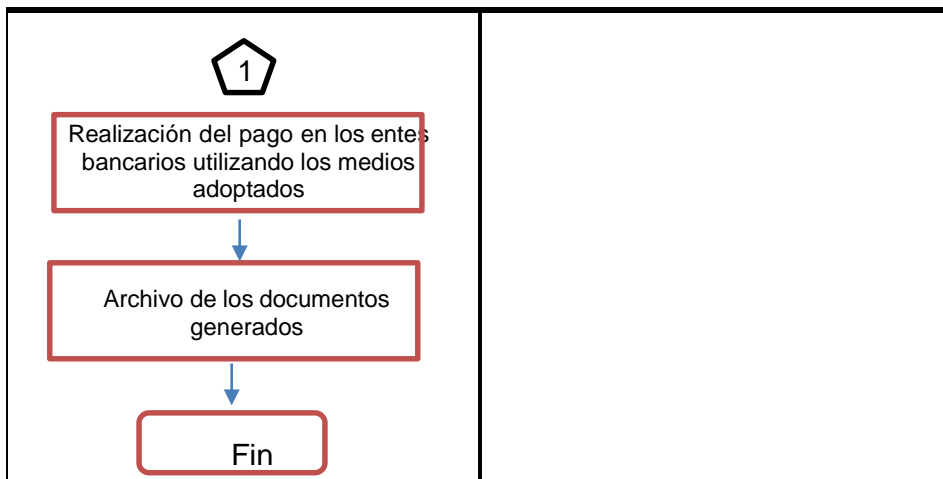 1
Realización del pago en los entes
bancarios utilizando los medios
adoptados
Archivo de los documentos
generados
Fin